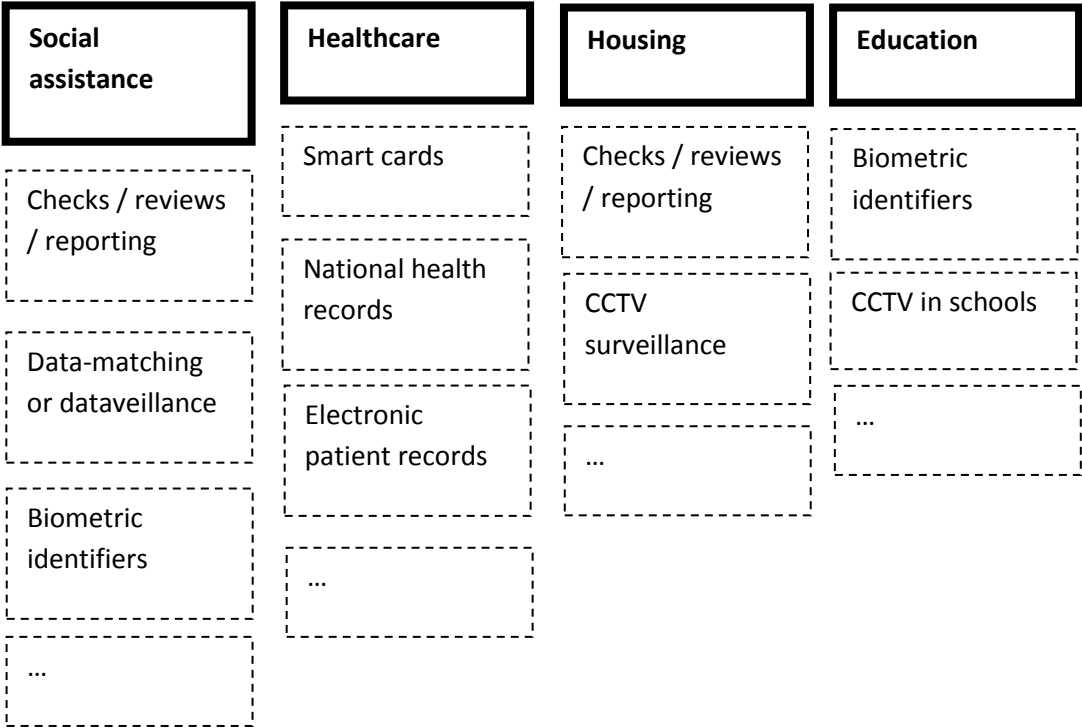 Social
assistance
Checks / reviews
/ reporting
Data-matching
or dataveillance
Biometric
identifiers
...
Healthcare
Smart cards
National health
records
Electronic
patient records
...
Housing
Checks / reviews
/ reporting
CCTV
surveillance
...
Education
Biometric
identifiers
CCTV in schools
...